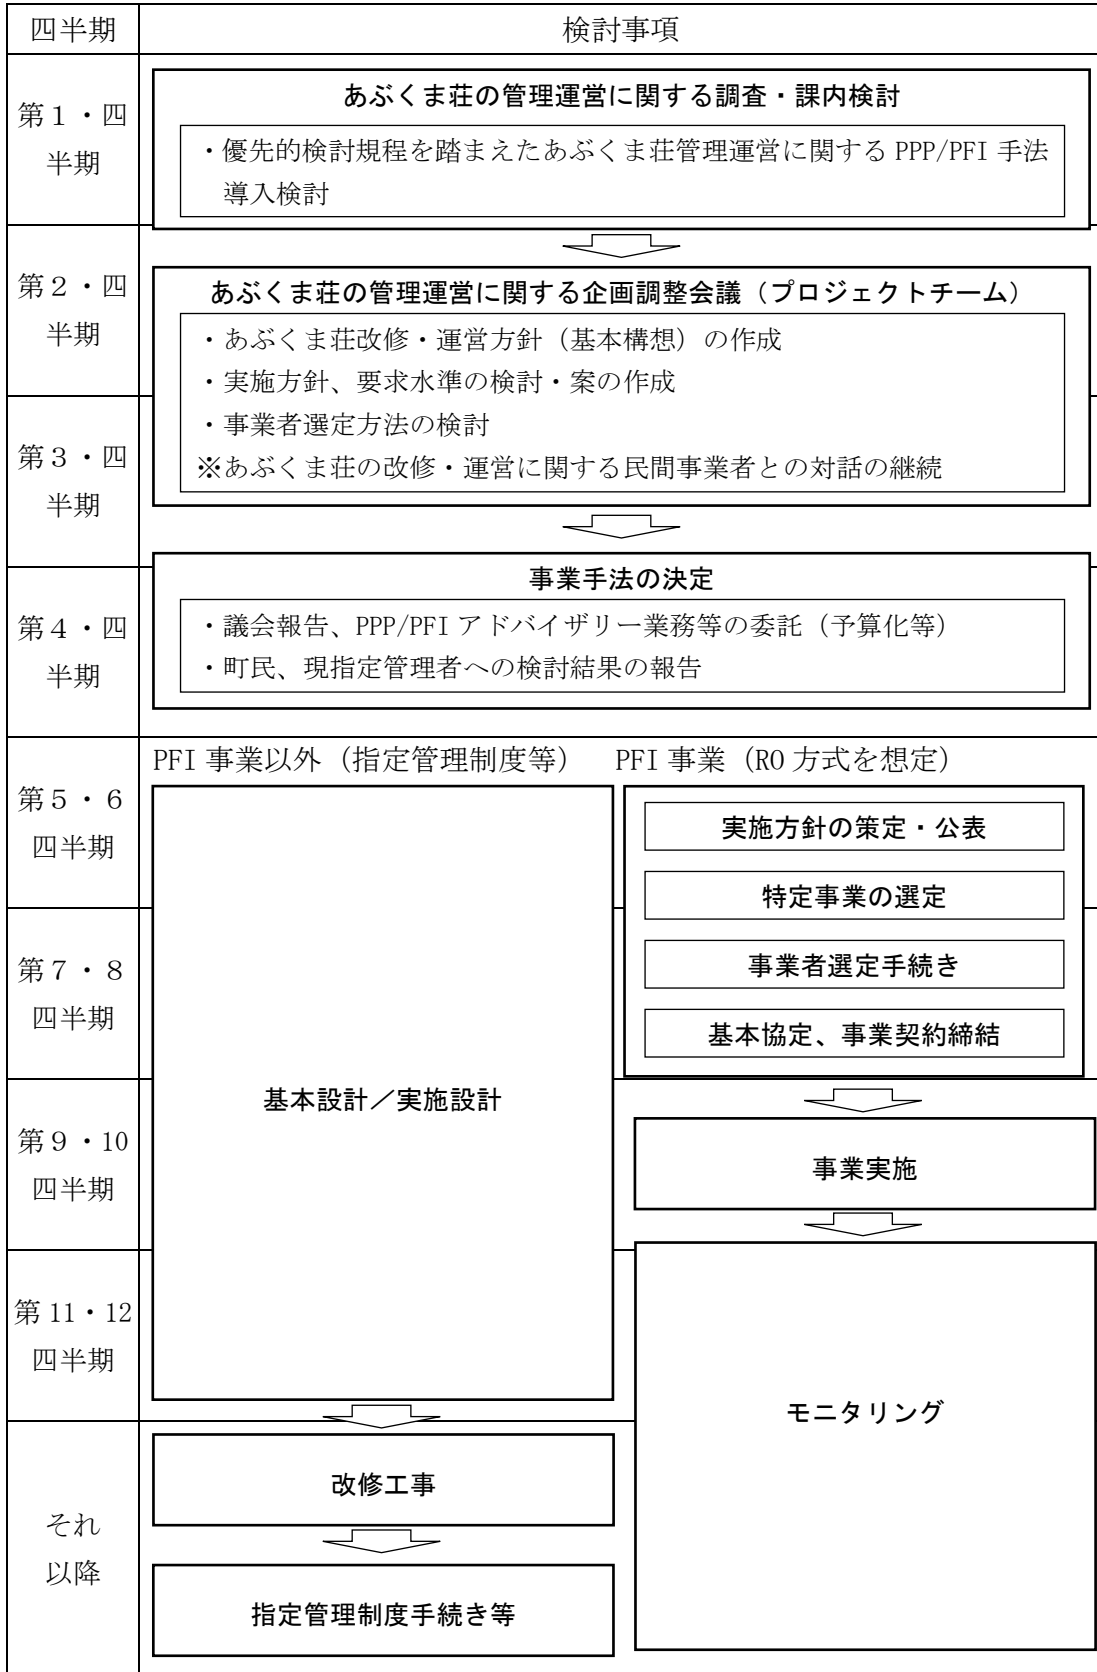 四半期
検討事項
第１・四
半期
あぶくま荘の管理運営に関する調査・課内検討
・優先的検討規程を踏まえたあぶくま荘管理運営に関する PPP/PFI 手法
導入検討
第２・四
半期
あぶくま荘の管理運営に関する企画調整会議（プロジェクトチーム）
・あぶくま荘改修・運営方針（基本構想）の作成
・実施方針、要求水準の検討・案の作成
・事業者選定方法の検討
※あぶくま荘の改修・運営に関する民間事業者との対話の継続
第３・四
半期
第４・四
半期
事業手法の決定
・議会報告、PPP/PFI アドバイザリー業務等の委託（予算化等）
・町民、現指定管理者への検討結果の報告
PFI 事業以外（指定管理制度等）
PFI 事業（RO 方式を想定）
第５・６
四半期
実施方針の策定・公表
特定事業の選定
第７・８
四半期
事業者選定手続き
基本協定、事業契約締結
基本設計／実施設計
第９・10
四半期
事業実施
第 11・12
四半期
モニタリング
それ
以降
改修工事
指定管理制度手続き等